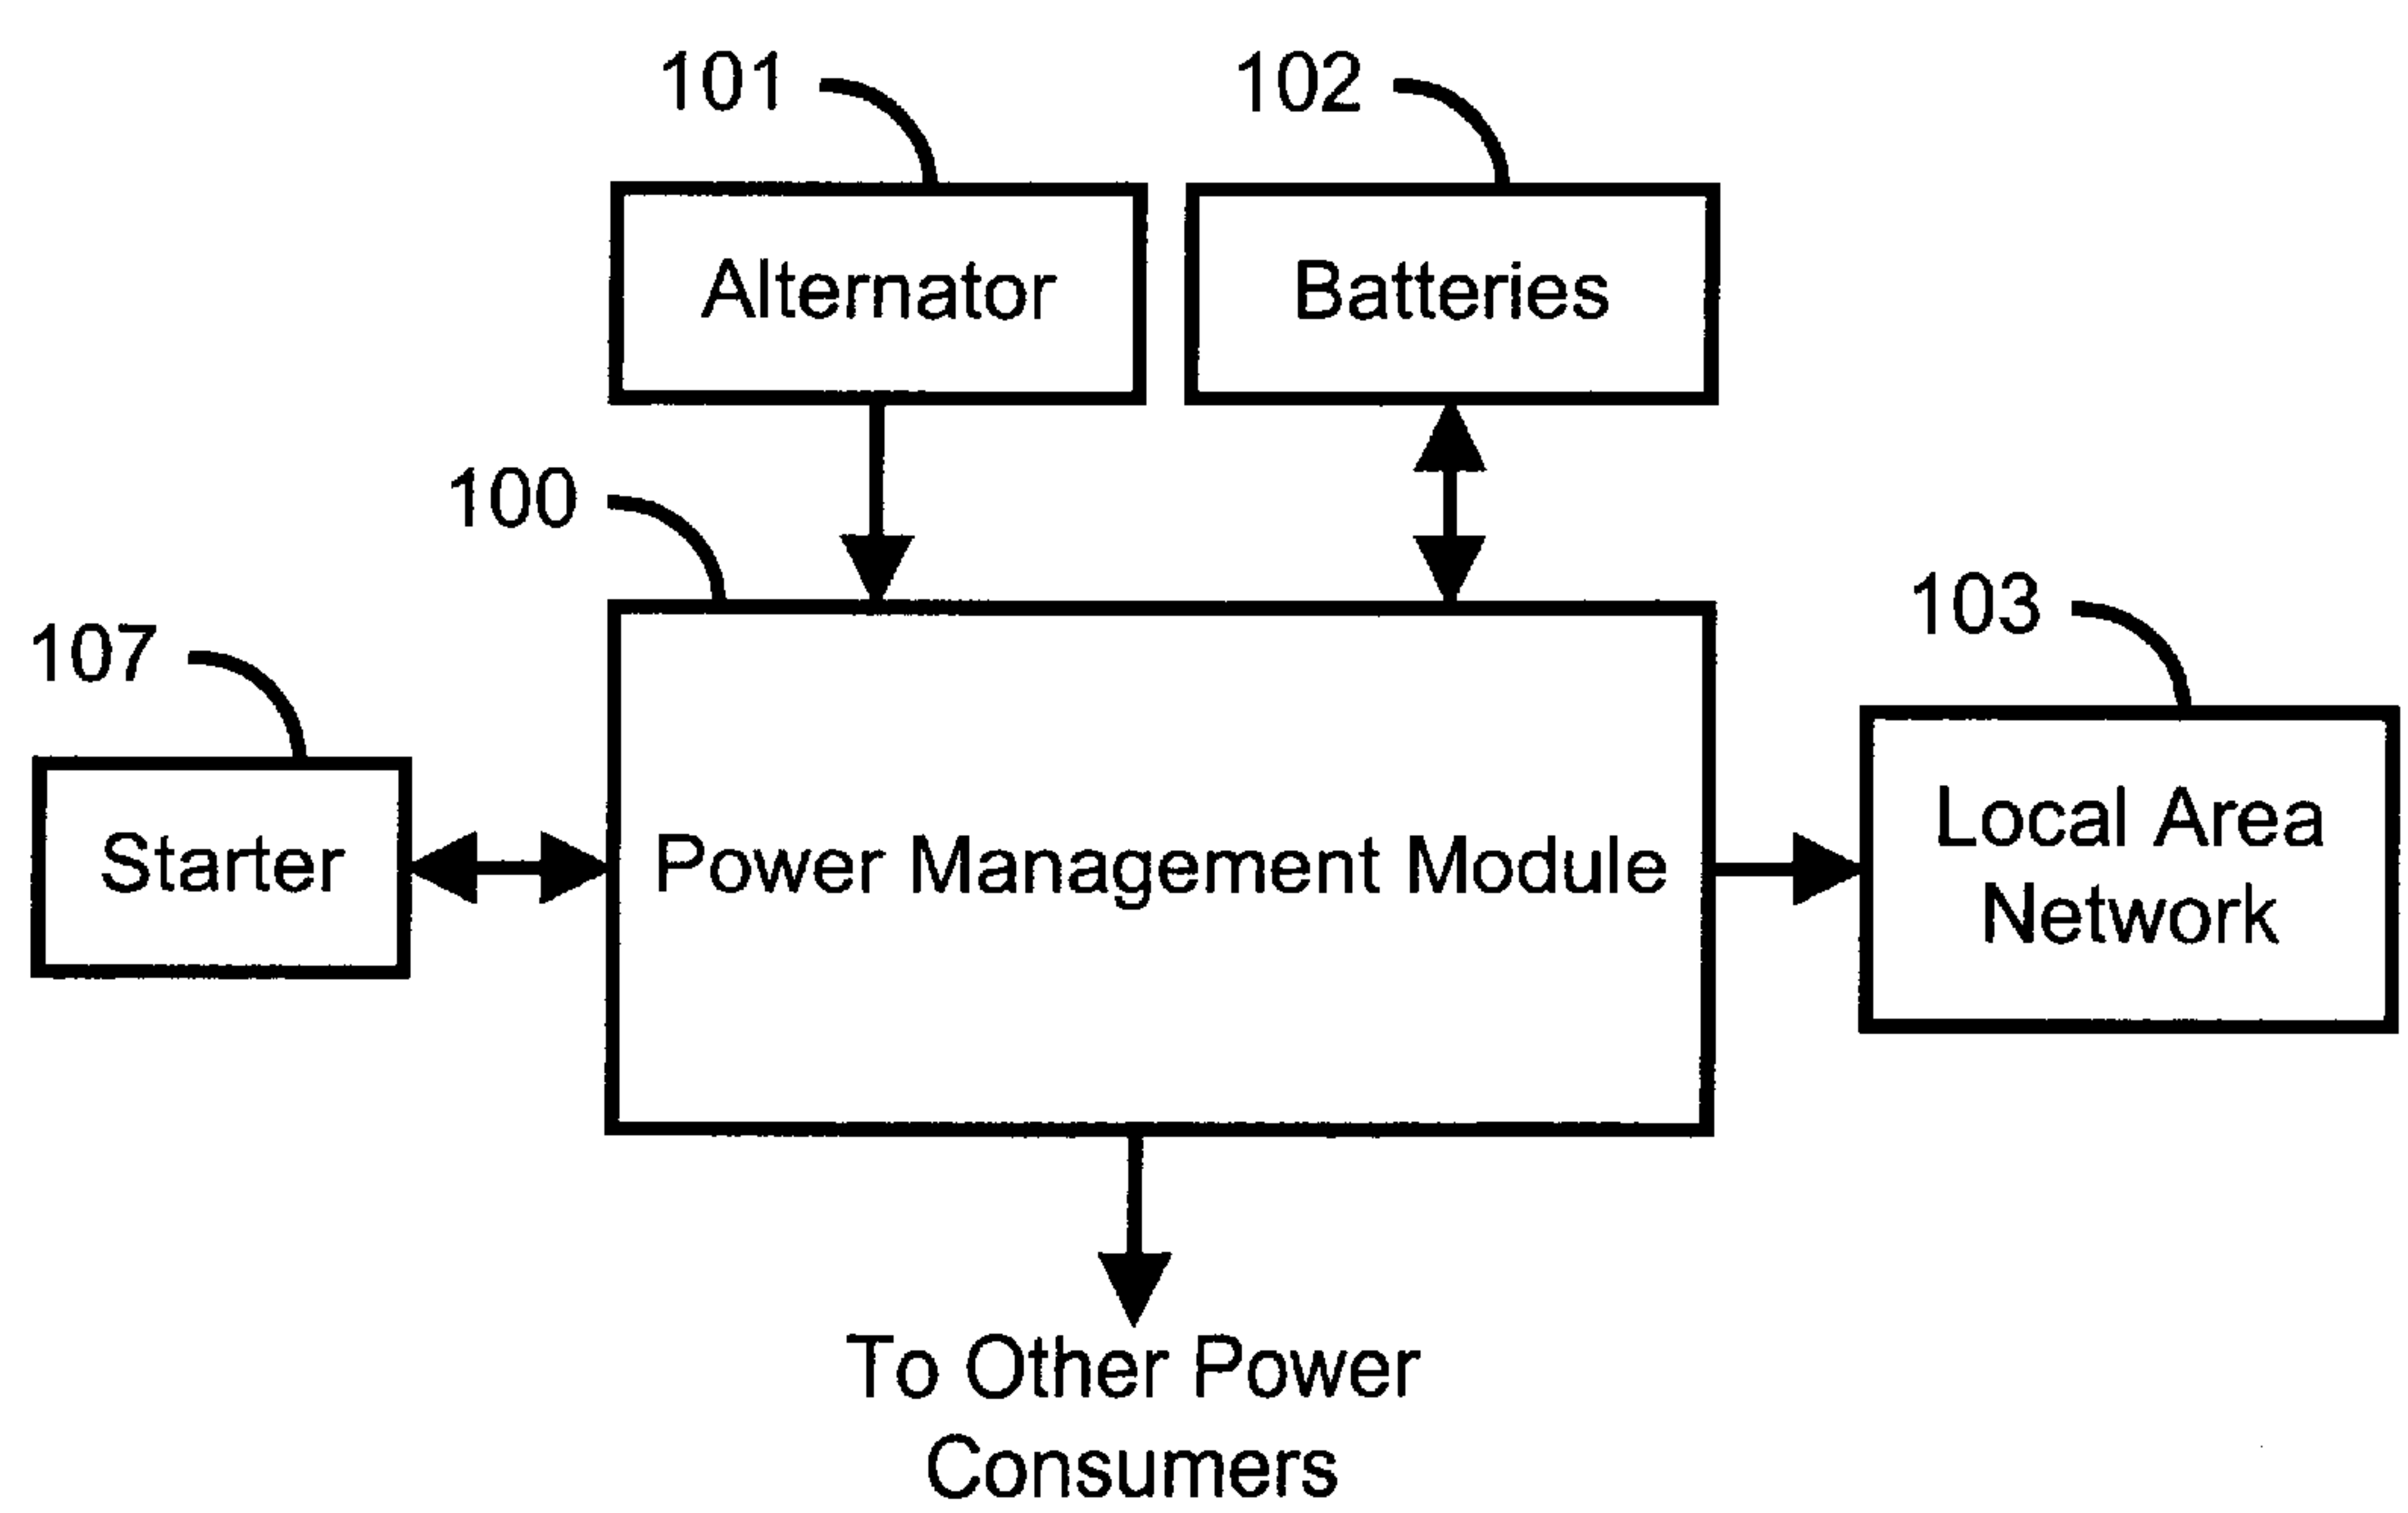 101
102
Alternator
Batteries
100
107
103
Starter
Power Management Module
Local Area
Network
To Other Power
Consumers